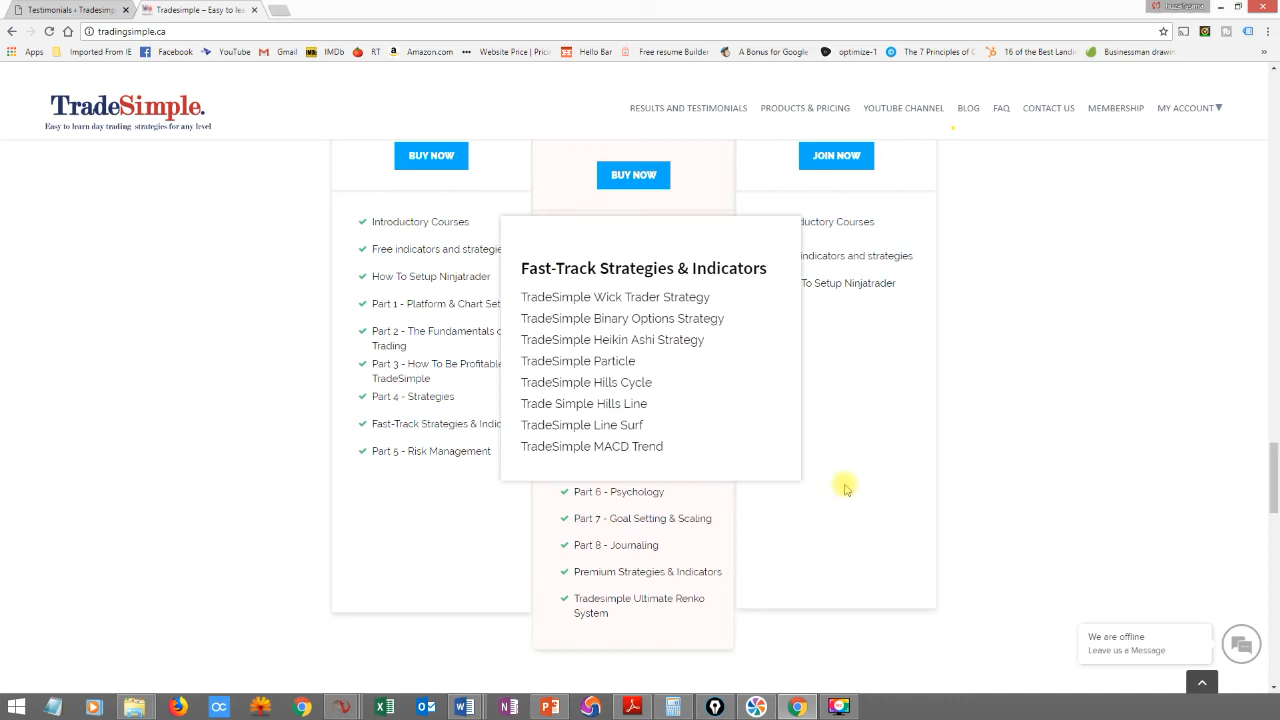 Testimonials ‹ Tradesimp
Tradesimple – Easy to lea
tradingsimple.ca
Apps
Imported From IE
Facebook
YouTube
Gmail
IMDb
RT
Amazon.com
Website Price | Pric
Hello Bar
Free resume Builder
A Bonus for Google
optimize-1
The 7 Principles of C
16 of the Best Landi
Businessman drawin
TradeSimple.
Easy to learn day trading strategies for any level
RESULTS AND TESTIMONIALS
PRODUCTS & PRICING
YOUTUBE CHANNEL
BLOG
FAQ
CONTACT US
MEMBERSHIP
MY ACCOUNT
BUY NOW
BUY NOW
JOIN NOW
Introductory Courses
Free indicators and strategie
How To Setup Ninjatrader
Part 1 - Platform & Chart Set
Part 2 - The Fundamentals o
Trading
Part 3 - How To Be Profitable
TradeSimple
Part 4 - Strategies
Fast-Track Strategies & Indic
Part 5 - Risk Management
Fast-Track Strategies & Indicators
TradeSimple Wick Trader Strategy
TradeSimple Binary Options Strategy
TradeSimple Heikin Ashi Strategy
TradeSimple Particle
TradeSimple Hills Cycle
Trade Simple Hills Line
TradeSimple Line Surf
TradeSimple MACD Trend
Part 6 - Psychology
Part 7 - Goal Setting & Scaling
Part 8 - Journaling
Premium Strategies & Indicators
Tradesimple Ultimate Renko
System
ductory Courses
indicators and strategies
To Setup Ninjatrader
We are offline
Leave us a Message